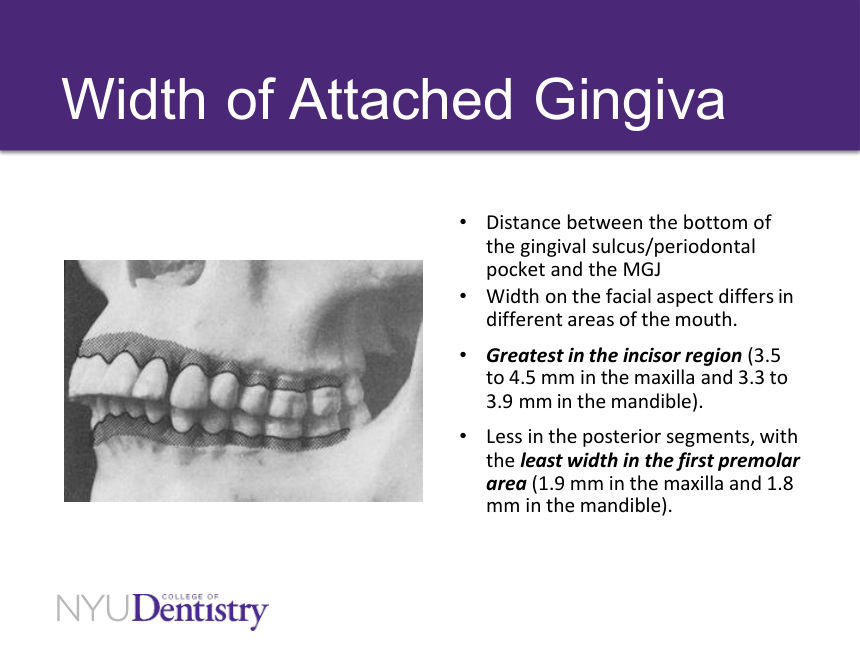 Width of Attached Gingiva
• Distance between the bottom of
the gingival sulcus/periodontal
pocket and the MGJ
• Width on the facial aspect differs in
different areas of the mouth.
• Greatest in the incisor region (3.5
to 4.5 mm in the maxilla and 3.3 to
3.9 mm in the mandible).
• Less in the posterior segments, with
the least width in the first premolar
area (1.9 mm in the maxilla and 1.8
mm in the mandible).
COLLEGE OF
NYU Dentistry